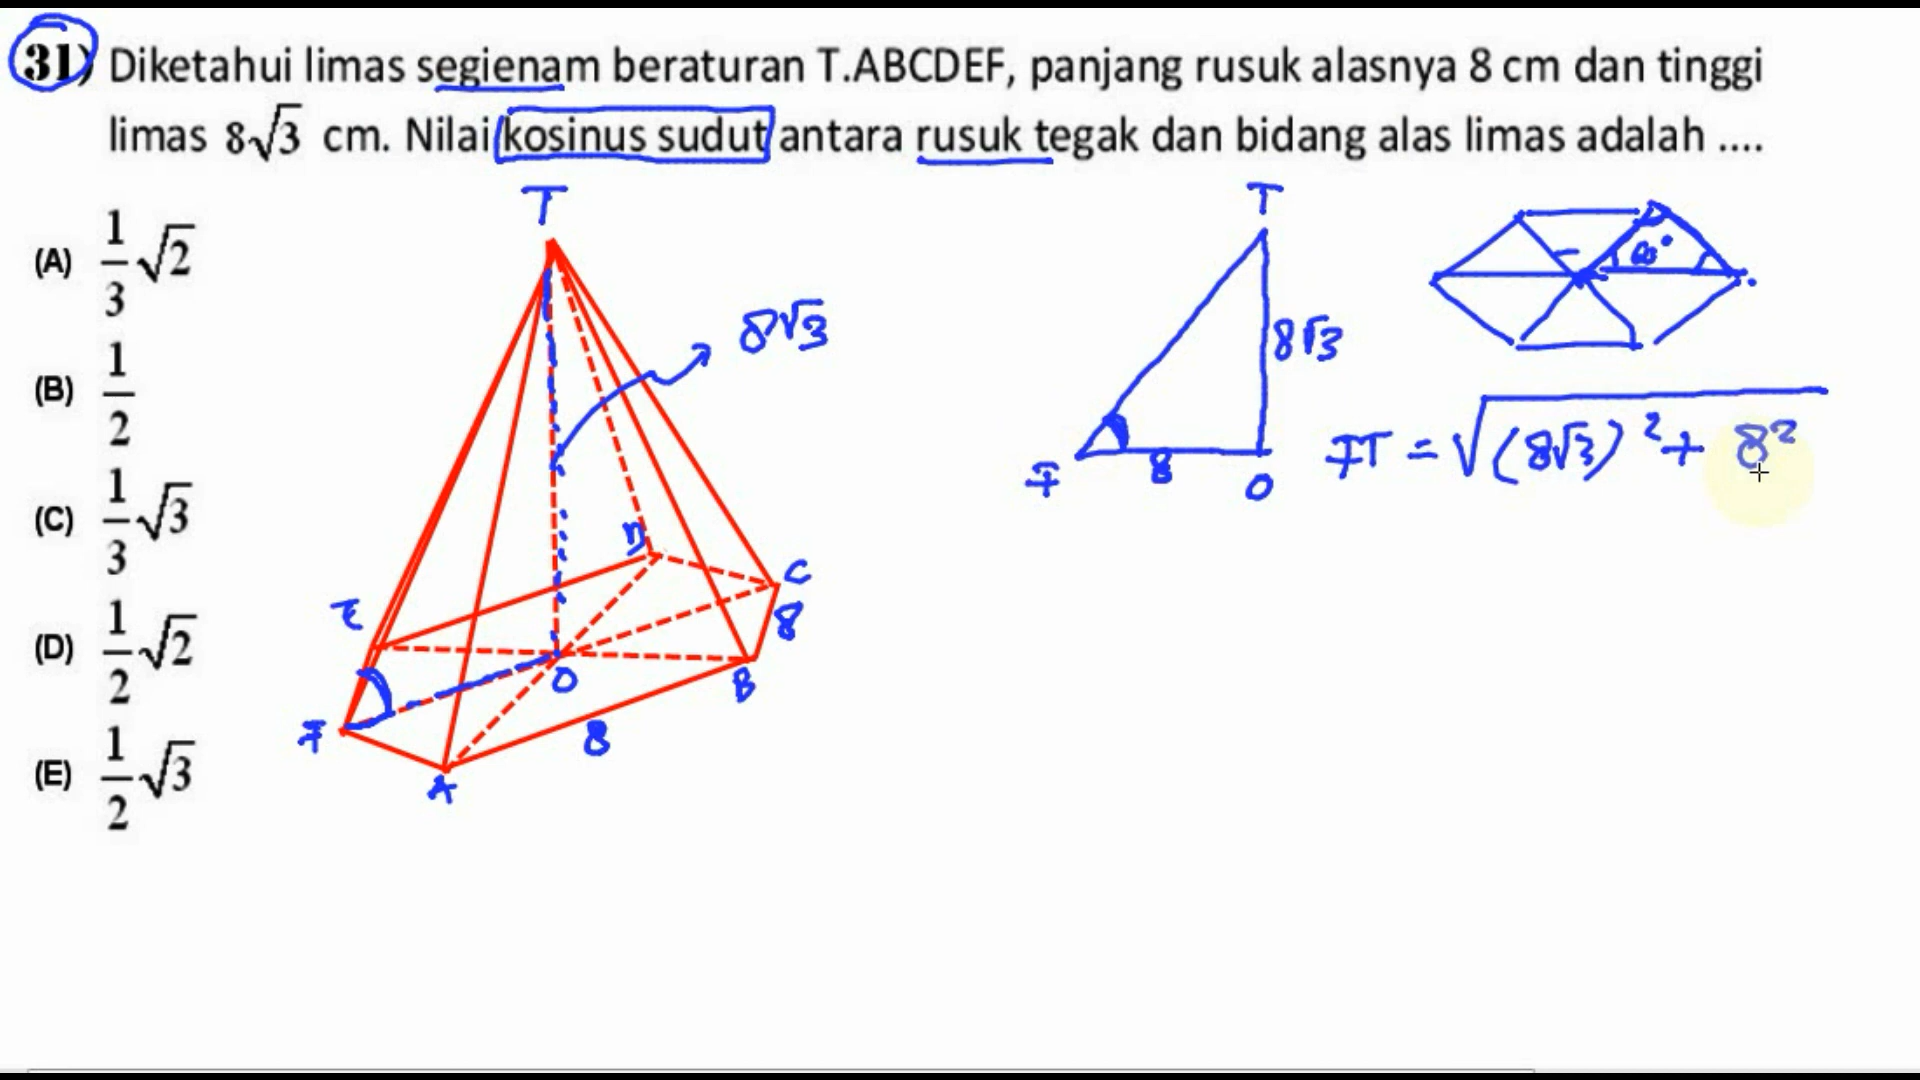 31) Diketahui limas segienam beraturan T.ABCDEF, panjang rusuk alasnya 8 cm dan tinggi
limas 8√3 cm. Nilai kosinus sudut antara rusuk tegak dan bidang alas limas adalah ....
(A) 1/3 √2
(B) 1/2
(C) 1/3 √3
(D) 1/2 √2
(E) 1/2 √3
T
8√3
E
D
C
8
B
O
F
8
A
T
8√3
F
8
O
60°
FT = √(8√3)² + 8²